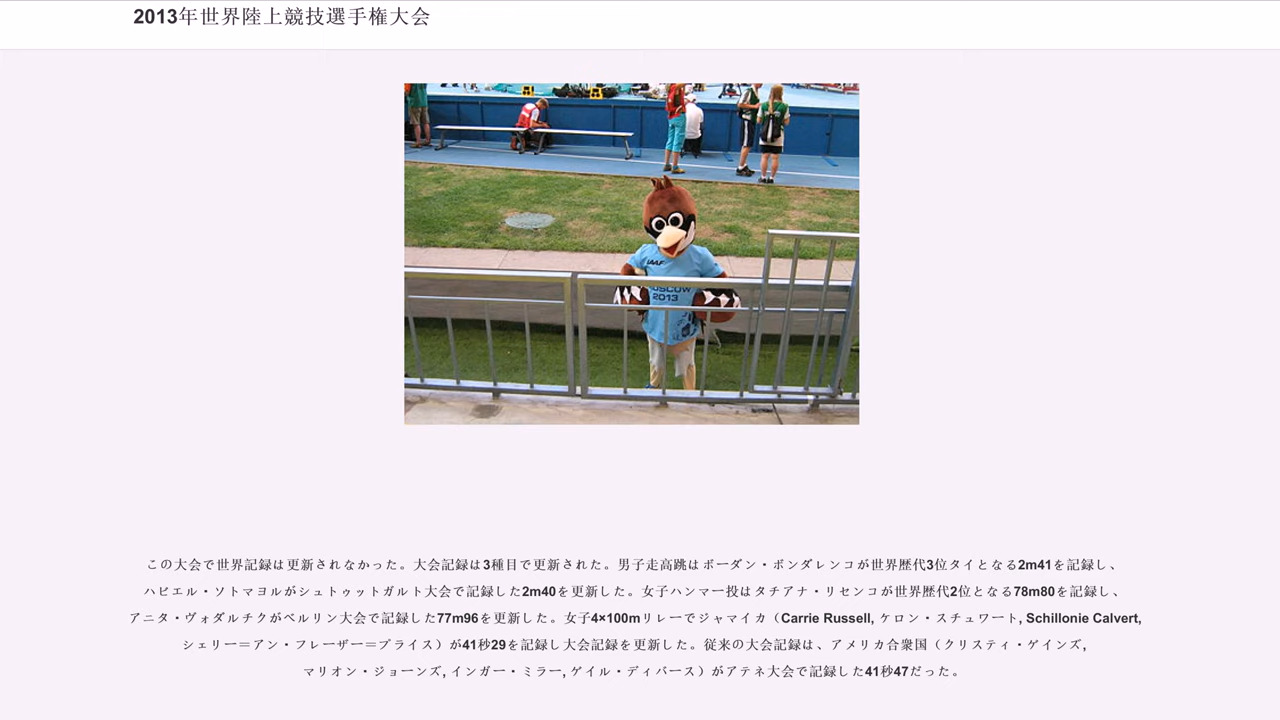 2013年世界陸上競技選手権大会
IAAF
2013
この大会で世界記録は更新されなかった。大会記録は3種目で更新された。男子走高跳はボーダン・ボンダレンコが世界歴代3位タイとなる2m41を記録し、
ハビエル・ソトマヨルがシュトゥットガルト大会で記録した2m40を更新した。女子ハンマー投はタチアナ・リセンコが世界歴代2位となる78m80を記録し、
アニタ・ヴォダルチクがベルリン大会で記録した77m96を更新した。女子4×100mリレーでジャマイカ（Carrie Russell, ケロン・スチュワート, Schillonie Calvert,
シェリー＝アン・フレーザー＝プライス）が41秒29を記録し大会記録を更新した。従来の大会記録は、アメリカ合衆国（クリスティ・ゲインズ,
マリオン・ジョーンズ, インガー・ミラー, ゲイル・ディバース）がアテネ大会で記録した41秒47だった。